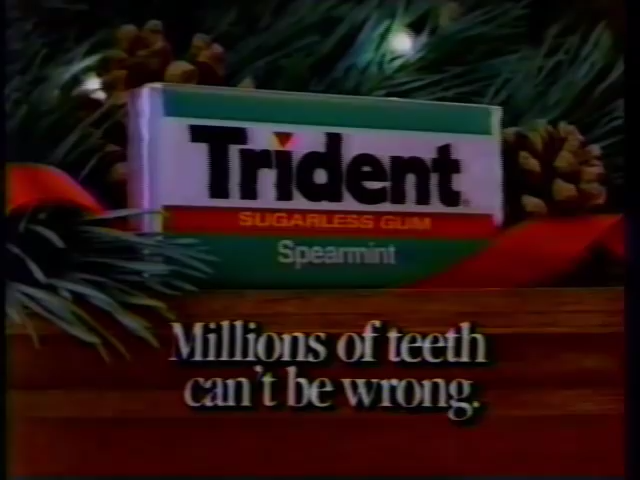 Trident
SUGARLESS GUM
Spearmint
Millions of teeth
can't be wrong.